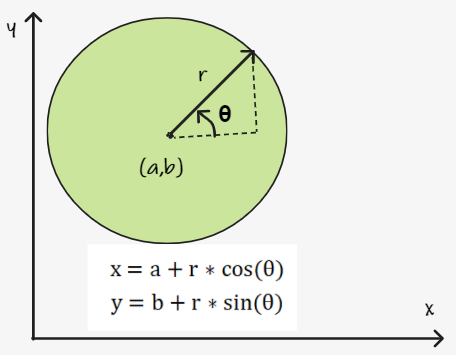 y
r
θ
(a,b)
x = a + r * cos(θ)
y = b + r * sin(θ)
x